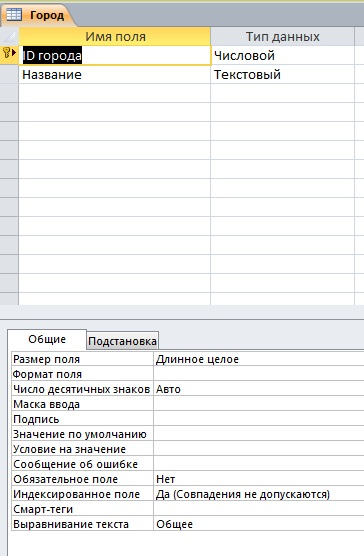 Город
Имя поля Тип данных
ID города Числовой
Название Текстовый
Общие Подстановка
Размер поля Длинное целое
Формат поля
Число десятичных знаков Авто
Маска ввода
Подпись
Значение по умолчанию
Условие на значение
Сообщение об ошибке
Обязательное поле Нет
Индексированное поле Да (Совпадения не допускаются)
Смарт-теги
Выравнивание текста Общее